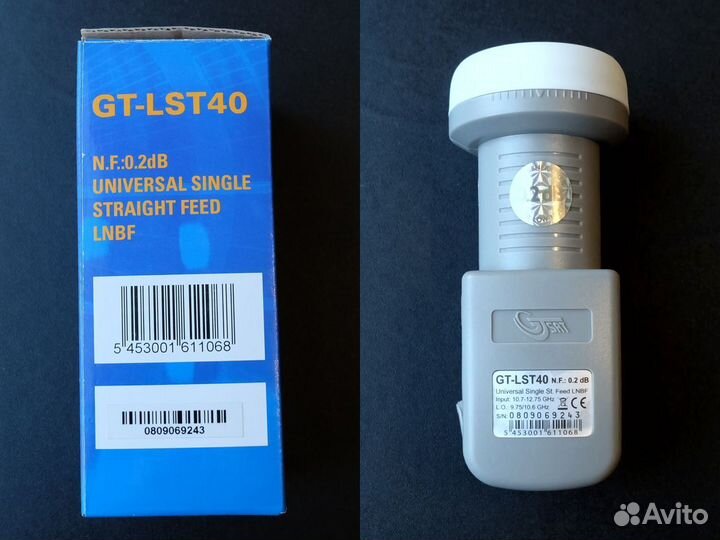 GT-LST40
N.F.:0.2dB
UNIVERSAL SINGLE
STRAIGHT FEED
LNBF
5 453001 611068
0809069243
GT SAT
GT-LST40 N.F.: 0.2 dB
Universal Single St. Feed LNBF
Input: 10.7-12.75 GHz
L.O.: 9.75/10.6 GHz
S/N: 0809069243
5 453001 611068
Avito